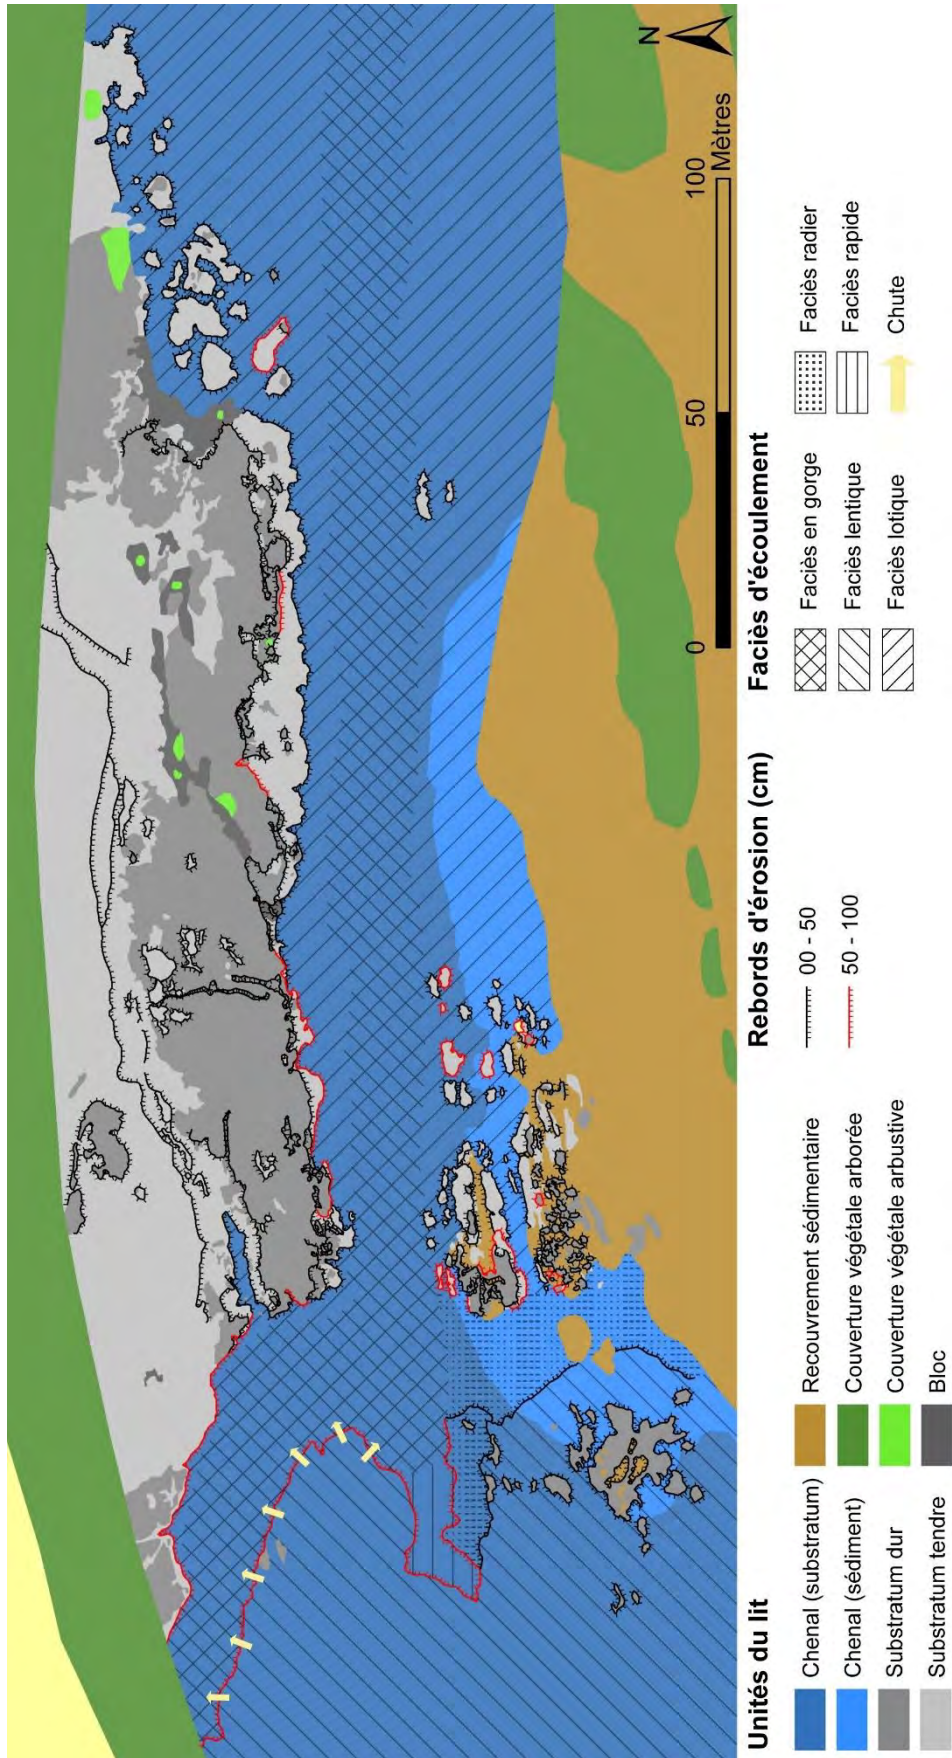 N
0 50 100
Mètres
Unités du lit
Chenal (substratum)
Chenal (sédiment)
Substratum dur
Substratum tendre
Recouvrement sédimentaire
Couverture végétale arborée
Couverture végétale arbustive
Bloc
Rebords d'érosion (cm)
00 - 50
50 - 100
Faciès d'écoulement
Faciès en gorge
Faciès lentique
Faciès lotique
Faciès radier
Faciès rapide
Chute